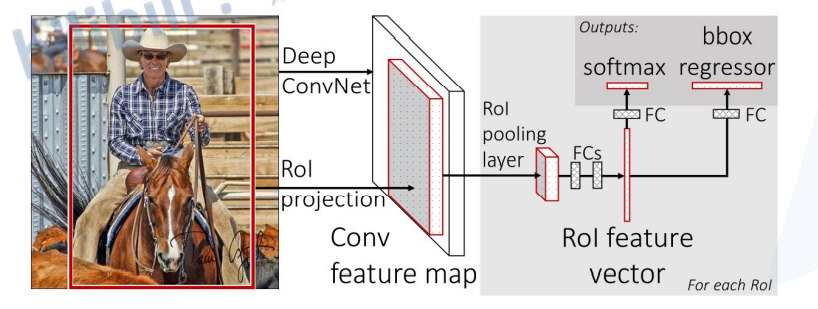 bilibili
Deep
ConvNet
RoI
projection
Conv
feature map
RoI
pooling
layer
FCs
RoI feature
vector
Outputs:
softmax
bbox
regressor
FC
FC
For each RoI